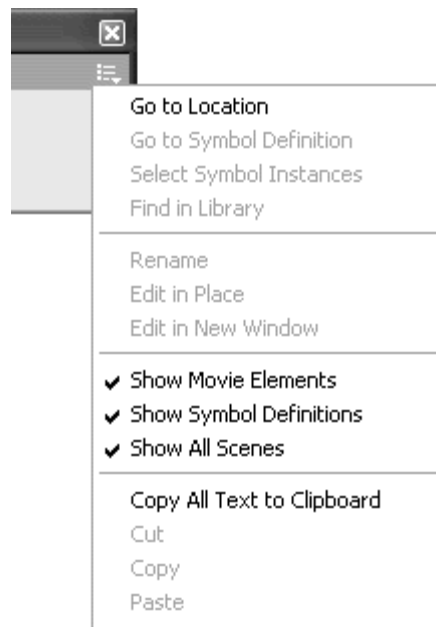 Go to Location
Go to Symbol Definition
Select Symbol Instances
Find in Library
Rename
Edit in Place
Edit in New Window
Show Movie Elements
Show Symbol Definitions
Show All Scenes
Copy All Text to Clipboard
Cut
Copy
Paste